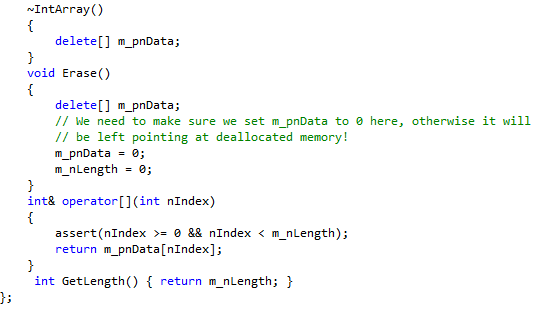 ~IntArray()
{
delete[] m_pnData;
}
void Erase()
{
delete[] m_pnData;
// We need to make sure we set m_pnData to 0 here, otherwise it will
// be left pointing at deallocated memory!
m_pnData = 0;
m_nLength = 0;
}
int& operator[](int nIndex)
{
assert(nIndex >= 0 && nIndex < m_nLength);
return m_pnData[nIndex];
}
int GetLength() { return m_nLength; }
};